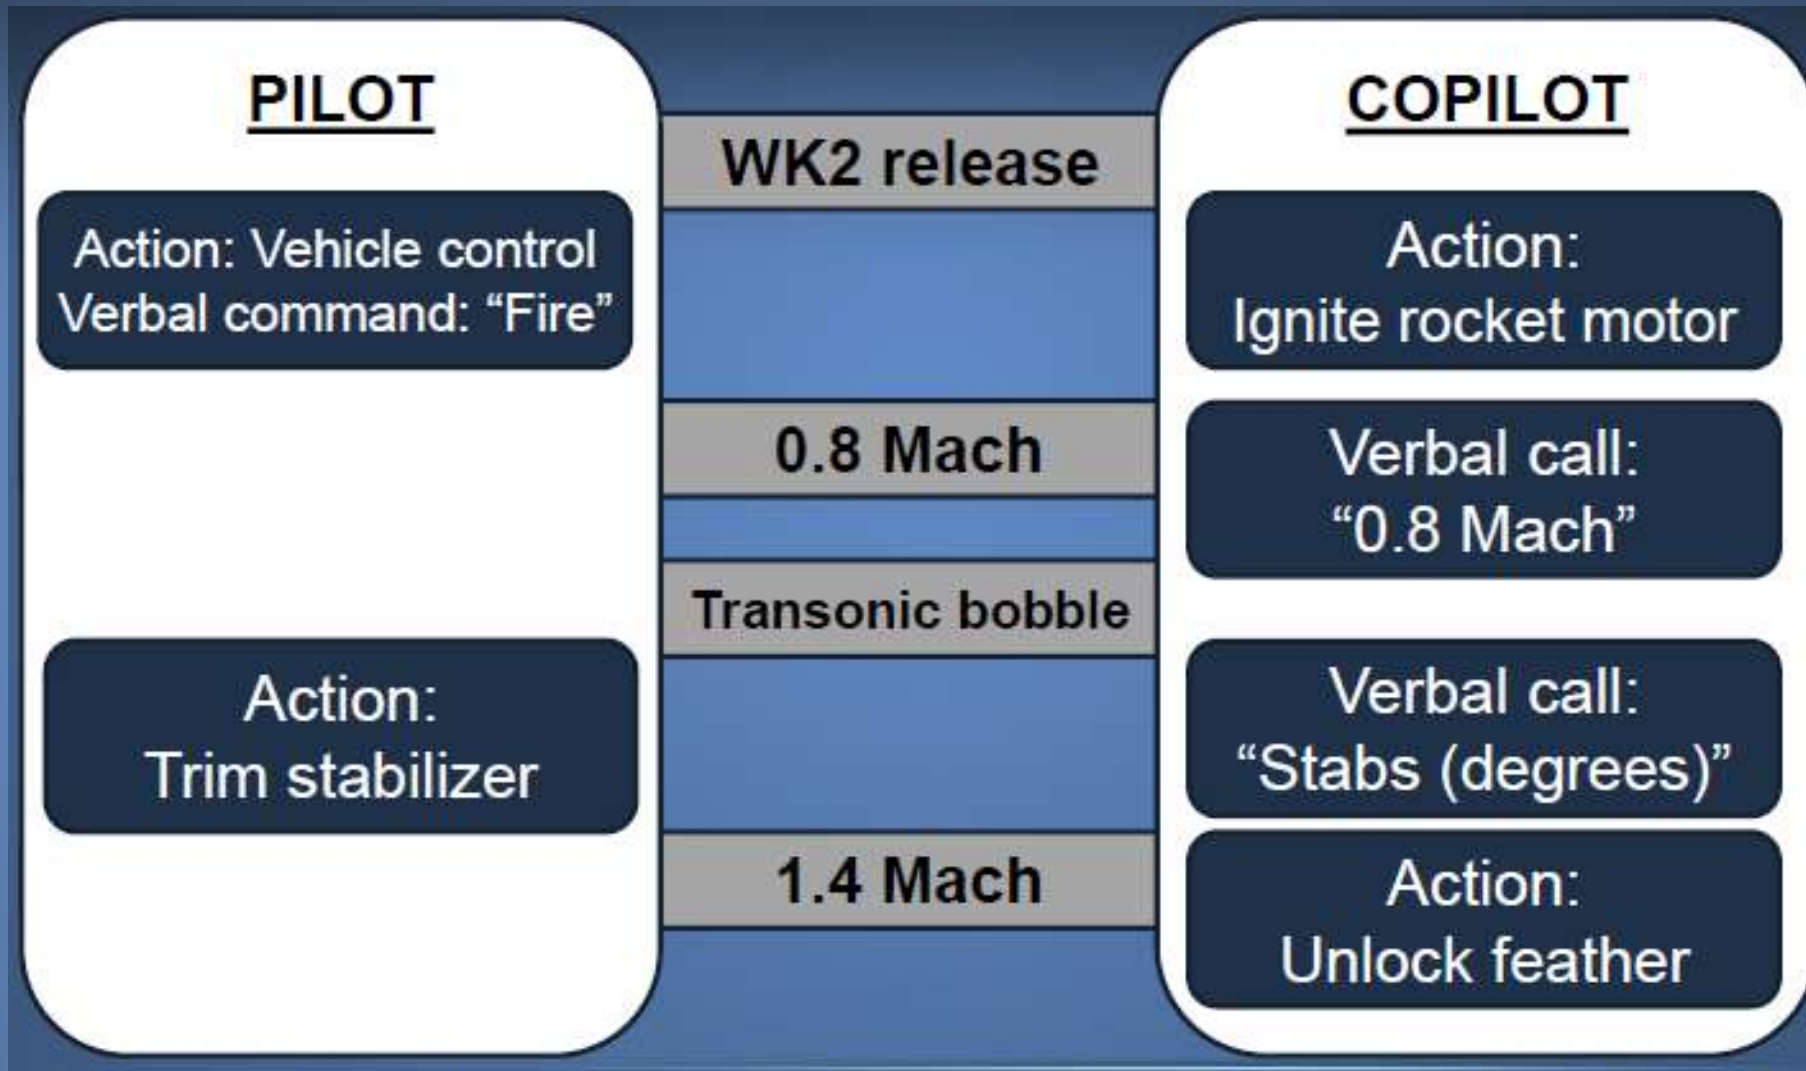 PILOT
Action: Vehicle control
Verbal command: “Fire”
Action:
Trim stabilizer
WK2 release
0.8 Mach
Transonic bobble
1.4 Mach
COPILOT
Action:
Ignite rocket motor
Verbal call:
“0.8 Mach”
Verbal call:
“Stabs (degrees)”
Action:
Unlock feather